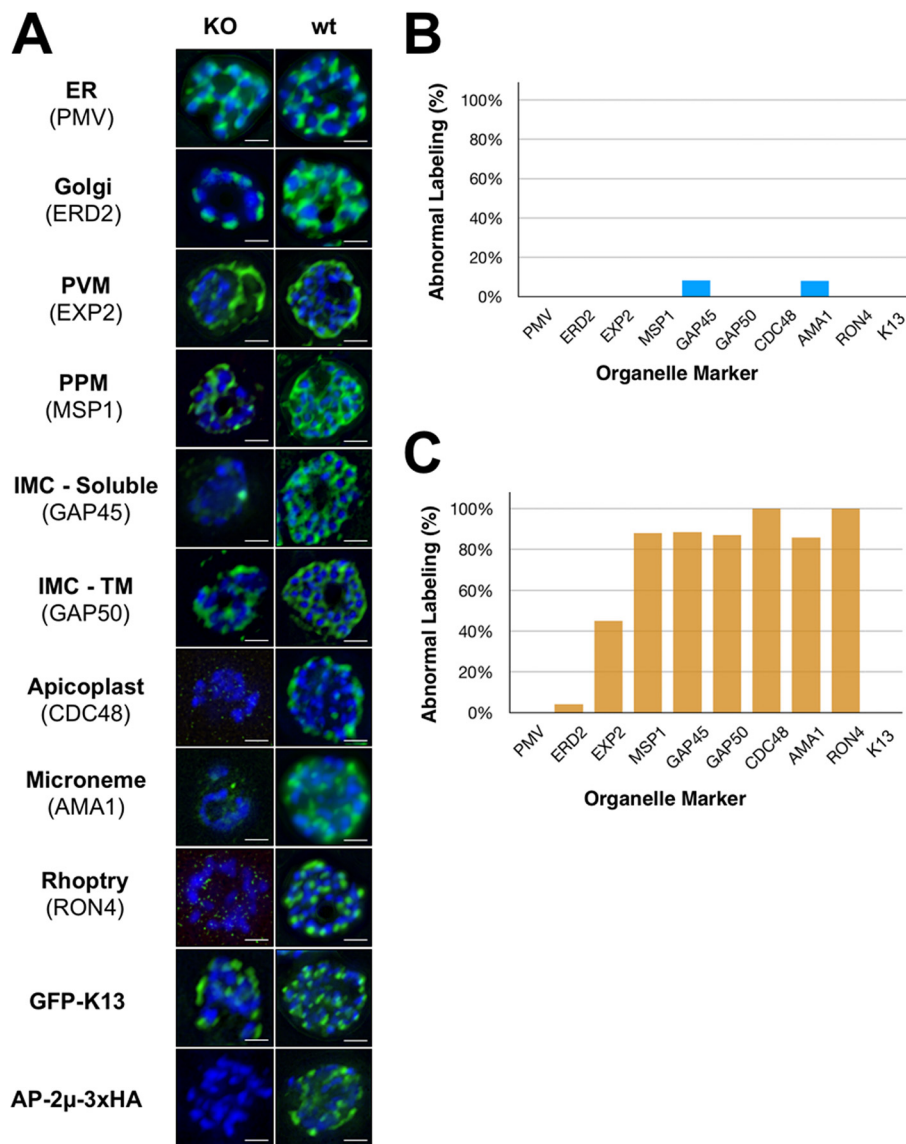 A
KO wt
ER
(PMV)
Golgi
(ERD2)
PVM
(EXP2)
PPM
(MSP1)
IMC - Soluble
(GAP45)
IMC - TM
(GAP50)
Apicoplast
(CDC48)
Microneme
(AMA1)
Rhoptry
(RON4)
GFP-K13
AP-2μ-3xHA
B
Abnormal Labeling (%)
100%
80%
60%
40%
20%
0%
PMV ERD2 EXP2 MSP1 GAP45 GAP50 CDC48 AMA1 RON4 K13
Organelle Marker
C
Abnormal Labeling (%)
100%
80%
60%
40%
20%
0%
PMV ERD2 EXP2 MSP1 GAP45 GAP50 CDC48 AMA1 RON4 K13
Organelle Marker